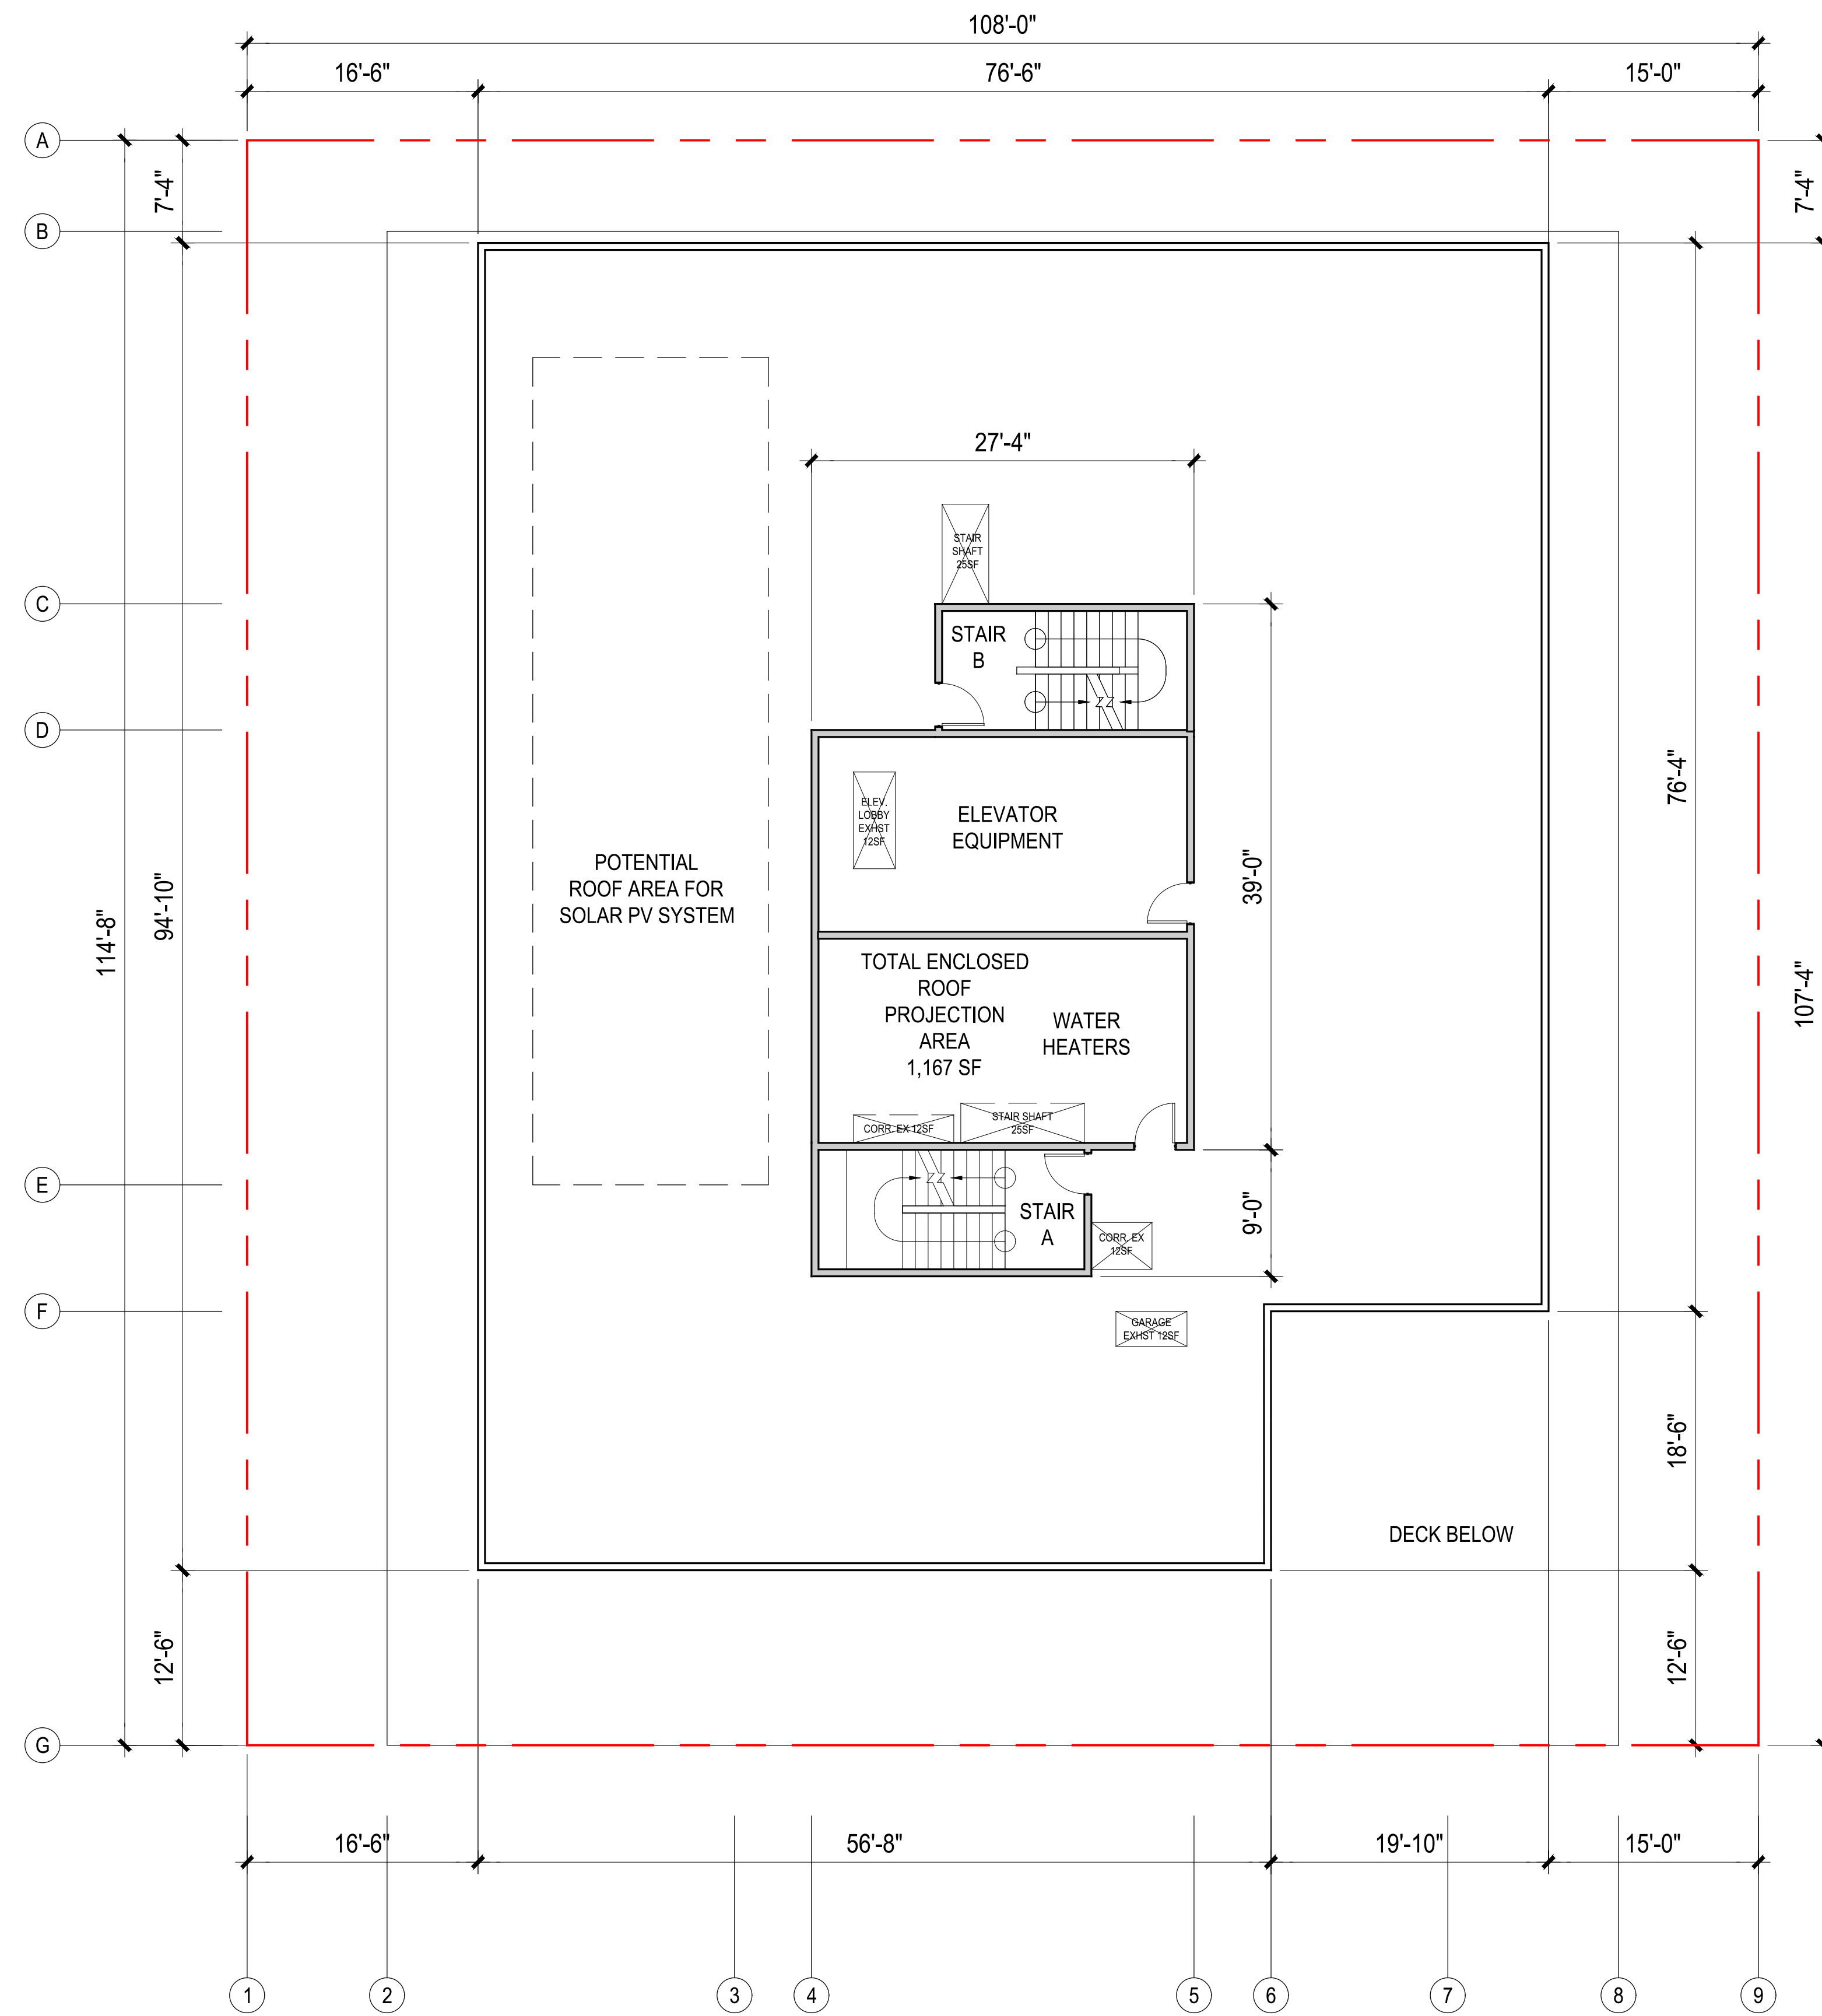 108'-0"
16'-6"
76'-6"
15'-0"
A
7'-4"
7'-4"
B
27'-4"
STAIR
SHAFT
25SF
C
STAIR
B
D
ELEV.
LOBBY
EXHST
12SF
ELEVATOR
EQUIPMENT
76'-4"
39'-0"
POTENTIAL
ROOF AREA FOR
SOLAR PV SYSTEM
114'-8"
94'-10"
107'-4"
TOTAL ENCLOSED
ROOF
PROJECTION
AREA
1,167 SF
WATER
HEATERS
CORR. EX 12SF
STAIR SHAFT
25SF
E
STAIR
A
9'-0"
CORR. EX
12SF
F
GARAGE
EXHST 12SF
18'-6"
DECK BELOW
12'-6"
12'-6"
G
16'-6"
56'-8"
19'-10"
15'-0"
1
2
3
4
5
6
7
8
9